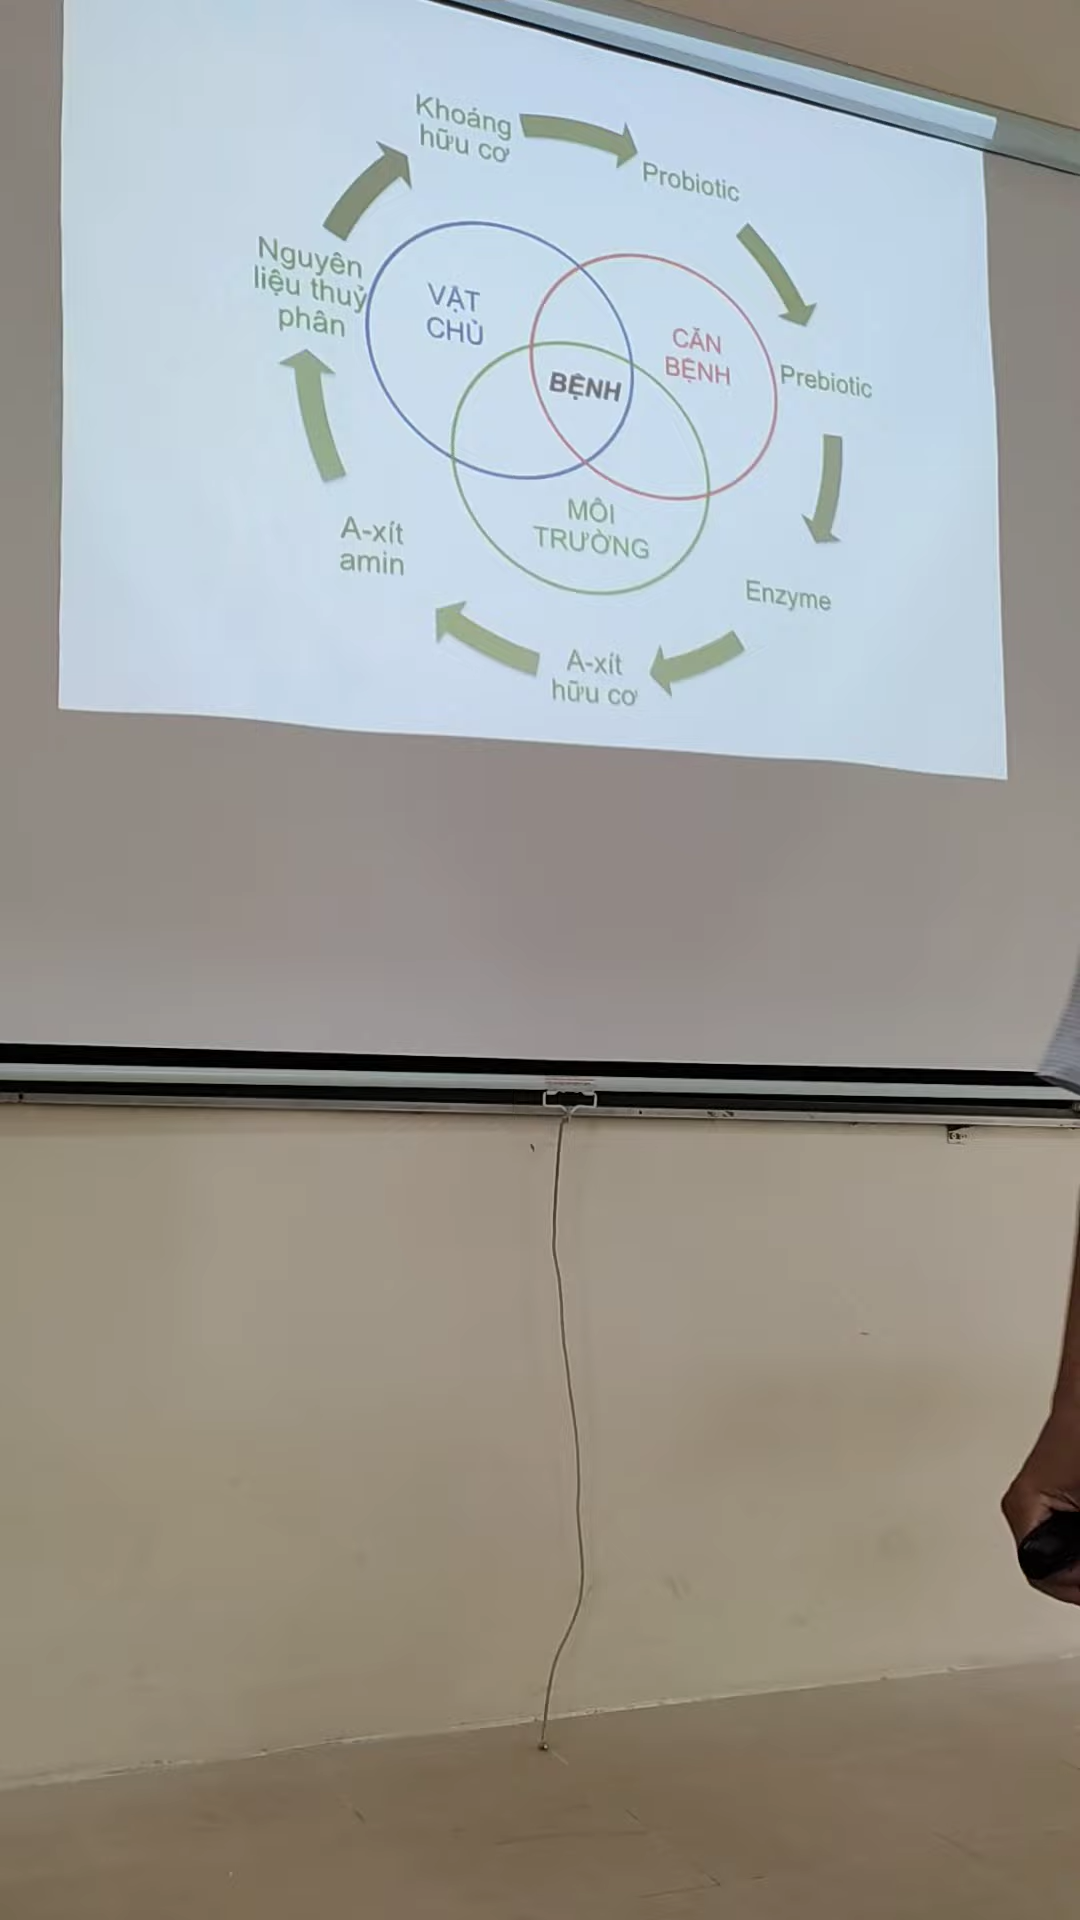 Khoáng
hữu cơ
Probiotic
Nguyên
liệu thuỷ
phân
VẬT
CHỦ
CĂN
BỆNH
BỆNH
Prebiotic
MÔI
TRƯỜNG
A-xít
amin
Enzyme
A-xít
hữu cơ